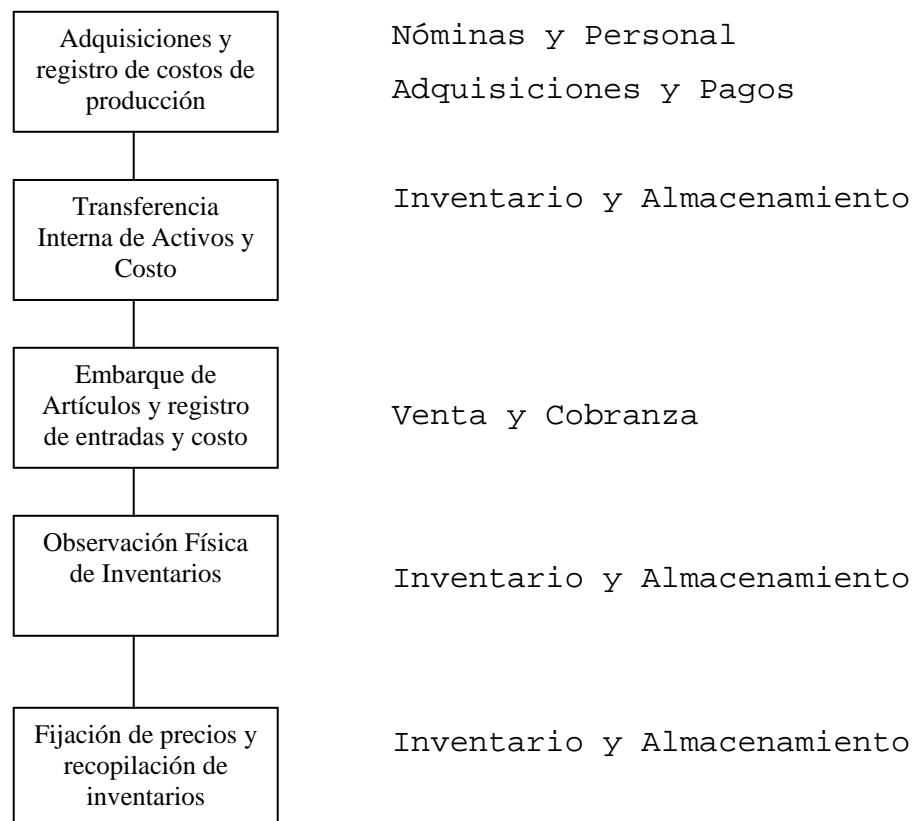 Adquisiciones y
registro de costos de
producción
Nóminas y Personal
Adquisiciones y Pagos
Transferencia
Interna de Activos y
Costo
Inventario y Almacenamiento
Embarque de
Artículos y registro
de entradas y costo
Venta y Cobranza
Observación Física
de Inventarios
Inventario y Almacenamiento
Fijación de precios y
recopilación de
inventarios
Inventario y Almacenamiento